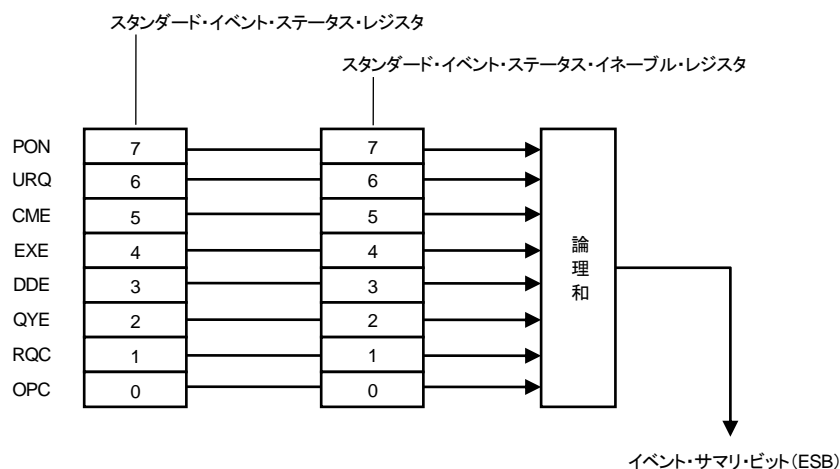 スタンダード・イベント・ステータス・レジスタ
スタンダード・イベント・ステータス・イネーブル・レジスタ
PON 7 7
URQ 6 6
CME 5 5
EXE 4 4
DDE 3 3
QYE 2 2
RQC 1 1
OPC 0 0
論理和
イベント・サマリ・ビット(ESB)